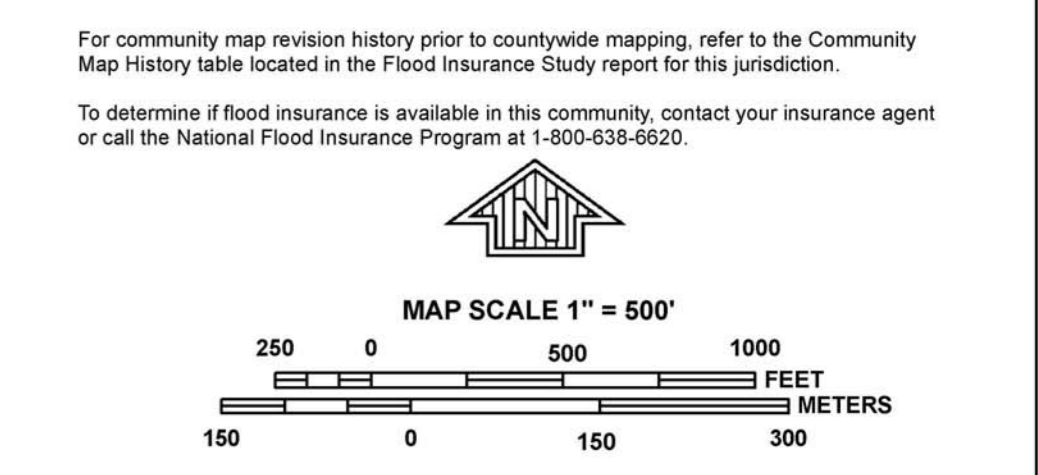 For community map revision history prior to countywide mapping, refer to the Community
Map History table located in the Flood Insurance Study report for this jurisdiction.
To determine if flood insurance is available in this community, contact your insurance agent
or call the National Flood Insurance Program at 1-800-638-6620.
N
MAP SCALE 1" = 500'
250 0 500 1000
FEET
METERS
150 0 150 300